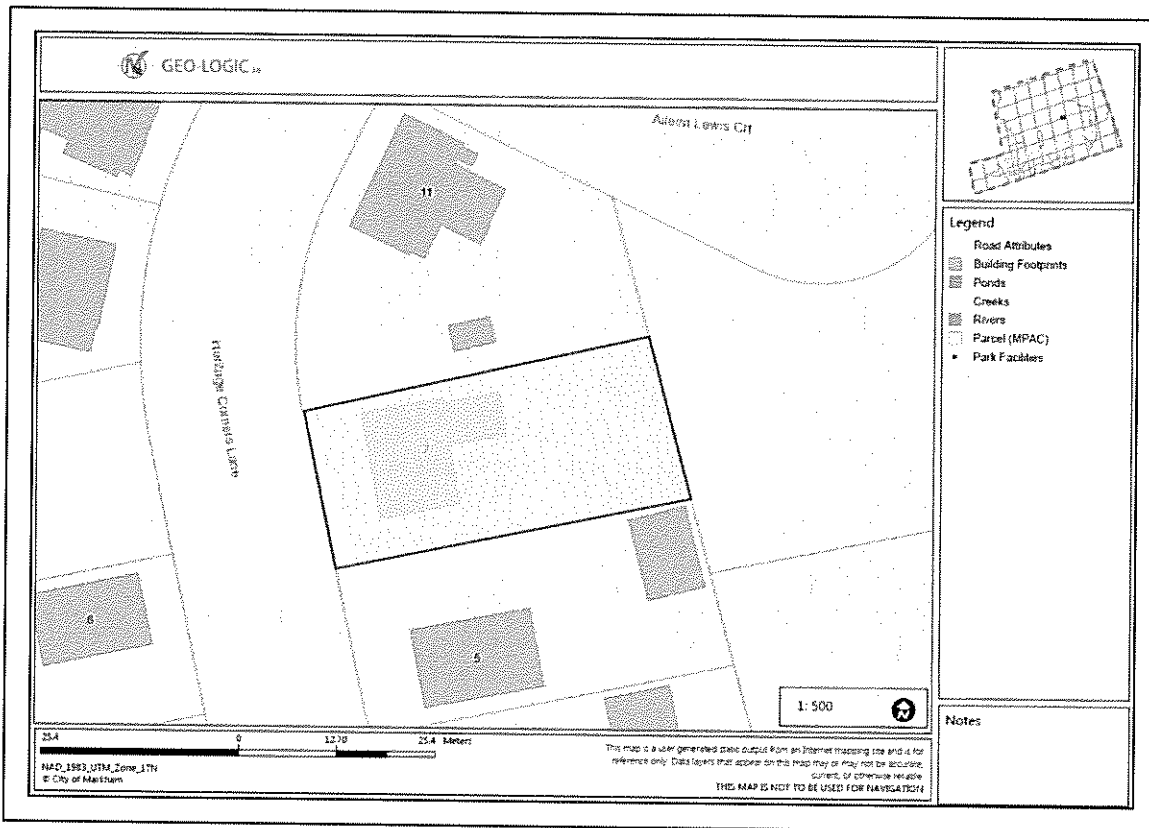 GEO-LOGIC
11
Heritage Corners Lane
6
5
1: 500
25.4 0 12.70 25.4 Meters
NAD_1983_UTM_Zone_17N
© City of Markham
This map is a user generated static output from an Internet mapping site and is for
reference only. Data layers that appear on this map may or may not be accurate,
current, or otherwise reliable.
THIS MAP IS NOT TO BE USED FOR NAVIGATION
Legend
Road Attributes
Building Footprints
Ponds
Creeks
Rivers
Parcel (MPAC)
Park Facilities
Notes